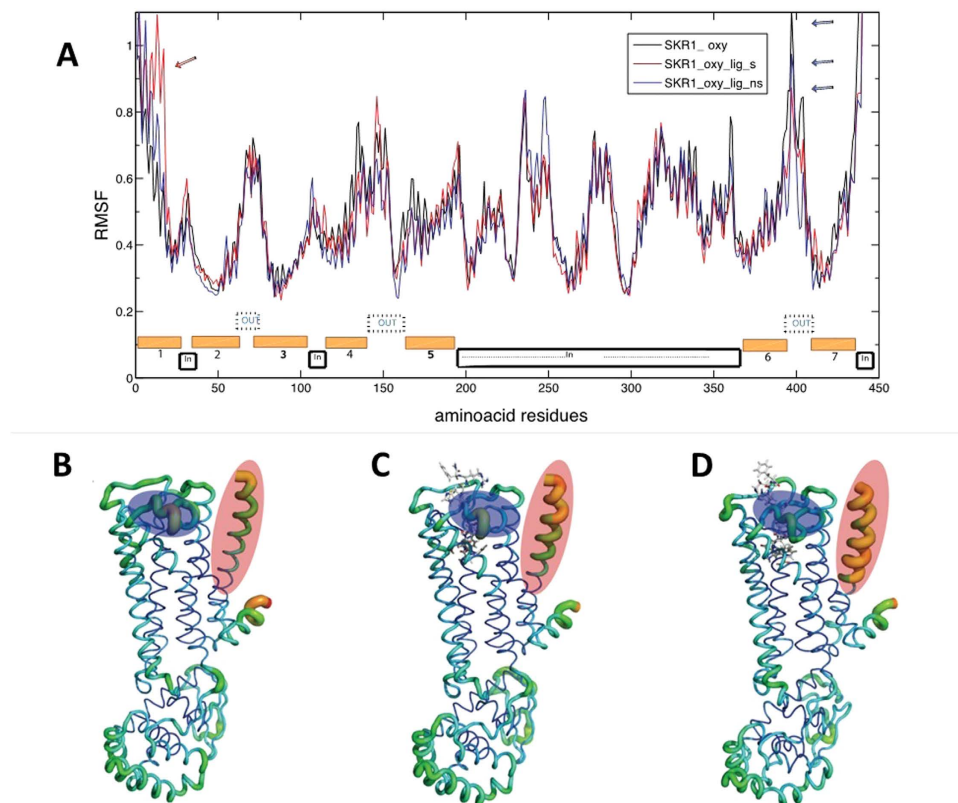 A
SKR1_ oxy
SKR1_oxy_lig_s
SKR1_oxy_lig_ns
RMSF
1
0.8
0.6
0.4
0.2
0
OUT OUT OUT
1 2 3 4 5 6 7
In In In In
0 50 100 150 200 250 300 350 400 450
aminoacid residues
B C D